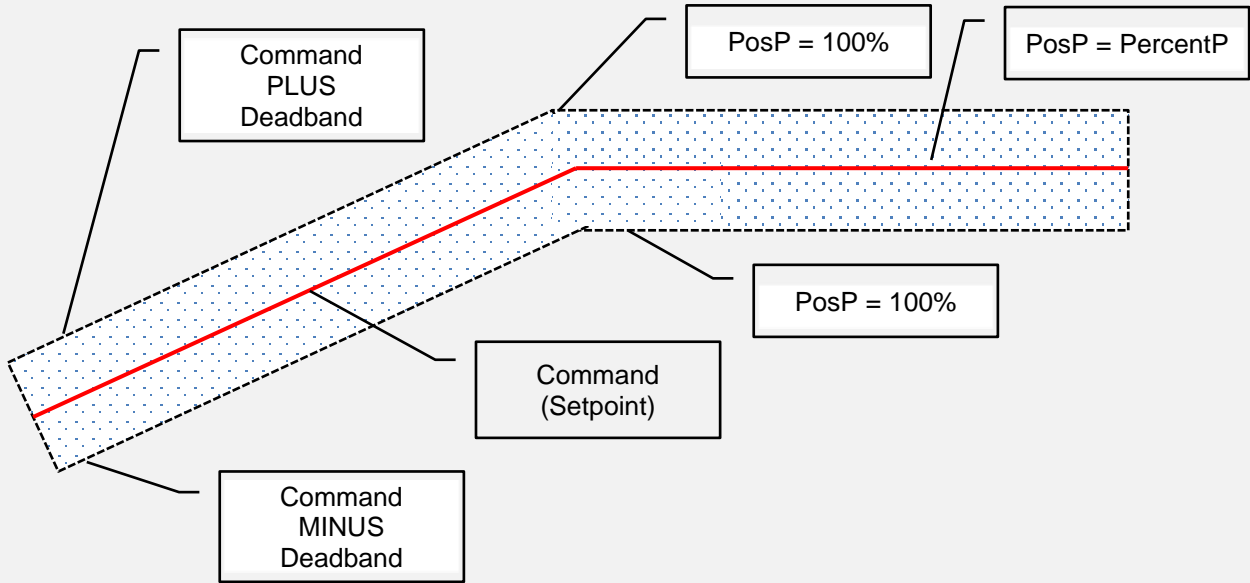 Command
PLUS
Deadband
PosP = 100%
PosP = PercentP
PosP = 100%
Command
(Setpoint)
Command
MINUS
Deadband